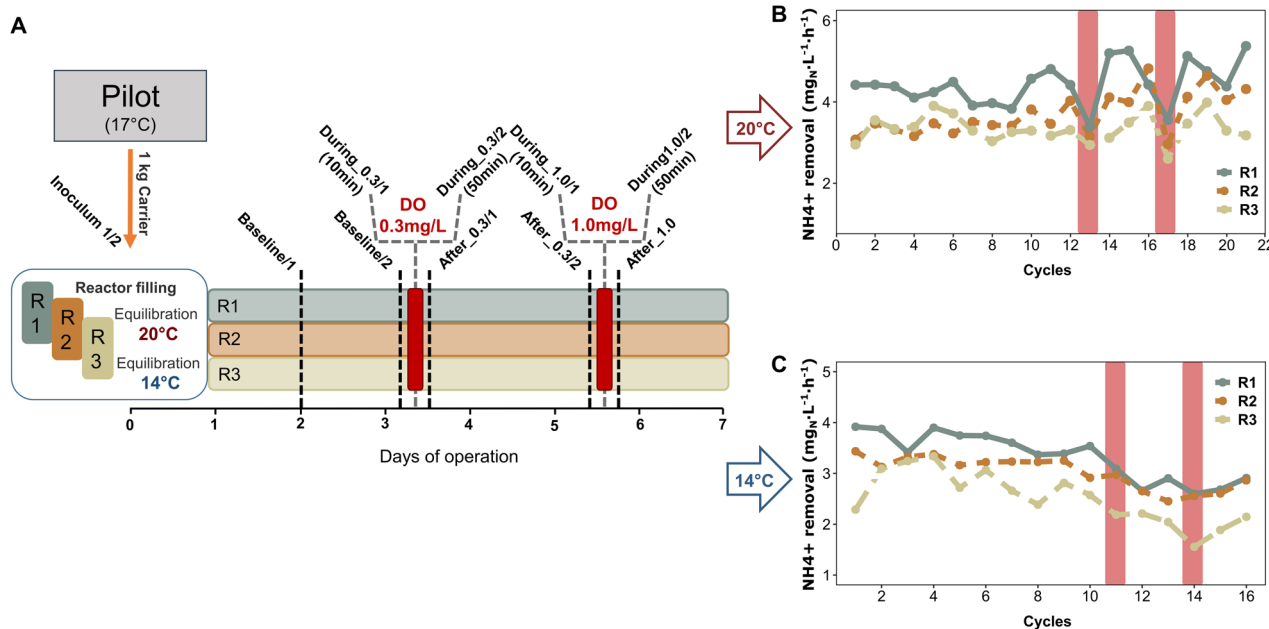 A
Pilot
(17°C)
1 kg Carrier
Inoculum 1/2
Baseline/1
Baseline/2
During_0.3/1
(10min)
During_0.3/2
(50min)
DO
0.3mg/L
After_0.3/1
During_1.0/1
(10min)
During1.0/2
(50min)
DO
1.0mg/L
After_0.3/2
After_1.0
Reactor filling
Equilibration
20°C
Equilibration
14°C
R
1
R
2
R
3
R1
R2
R3
0 1 2 3 4 5 6 7
Days of operation
20°C
14°C
B
NH4+ removal (mgN·L-1·h-1)
6
4
2
R1
R2
R3
0 2 4 6 8 10 12 14 16 18 20 22
Cycles
C
NH4+ removal (mgN·L-1·h-1)
5
4
3
2
1
R1
R2
R3
2 4 6 8 10 12 14 16
Cycles